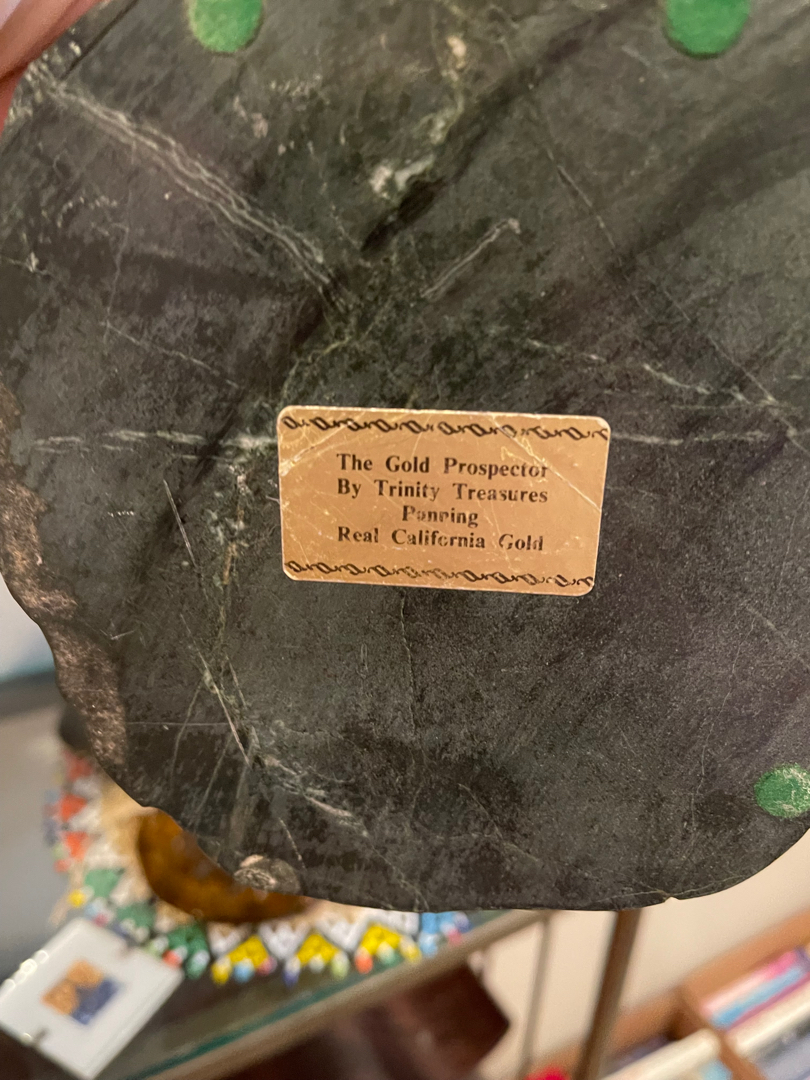 The Gold Prospector
By Trinity Treasures
Panning
Real California Gold